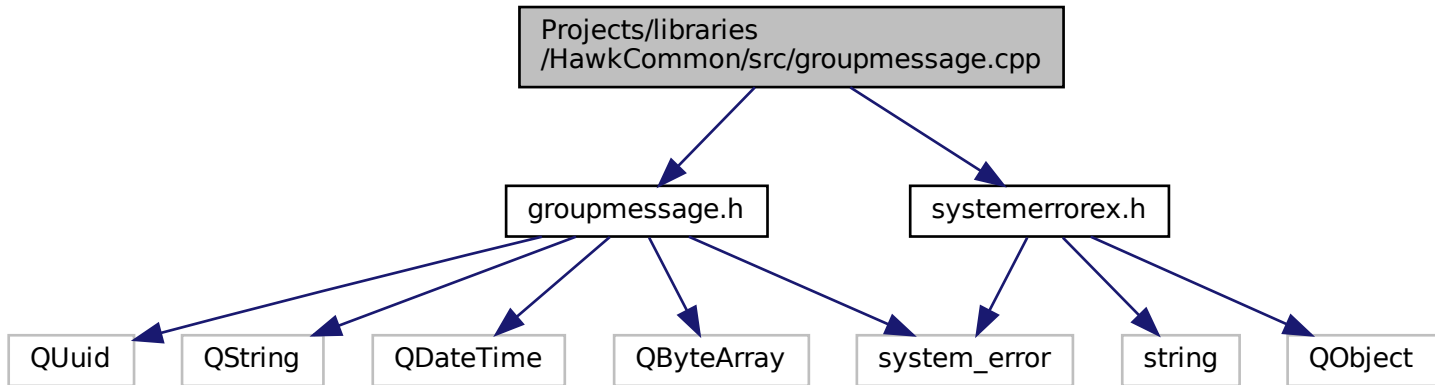 Projects/libraries
/HawkCommon/src/groupmessage.cpp
groupmessage.h
systemerrorex.h
QUuid
QString
QDateTime
QByteArray
system_error
string
QObject